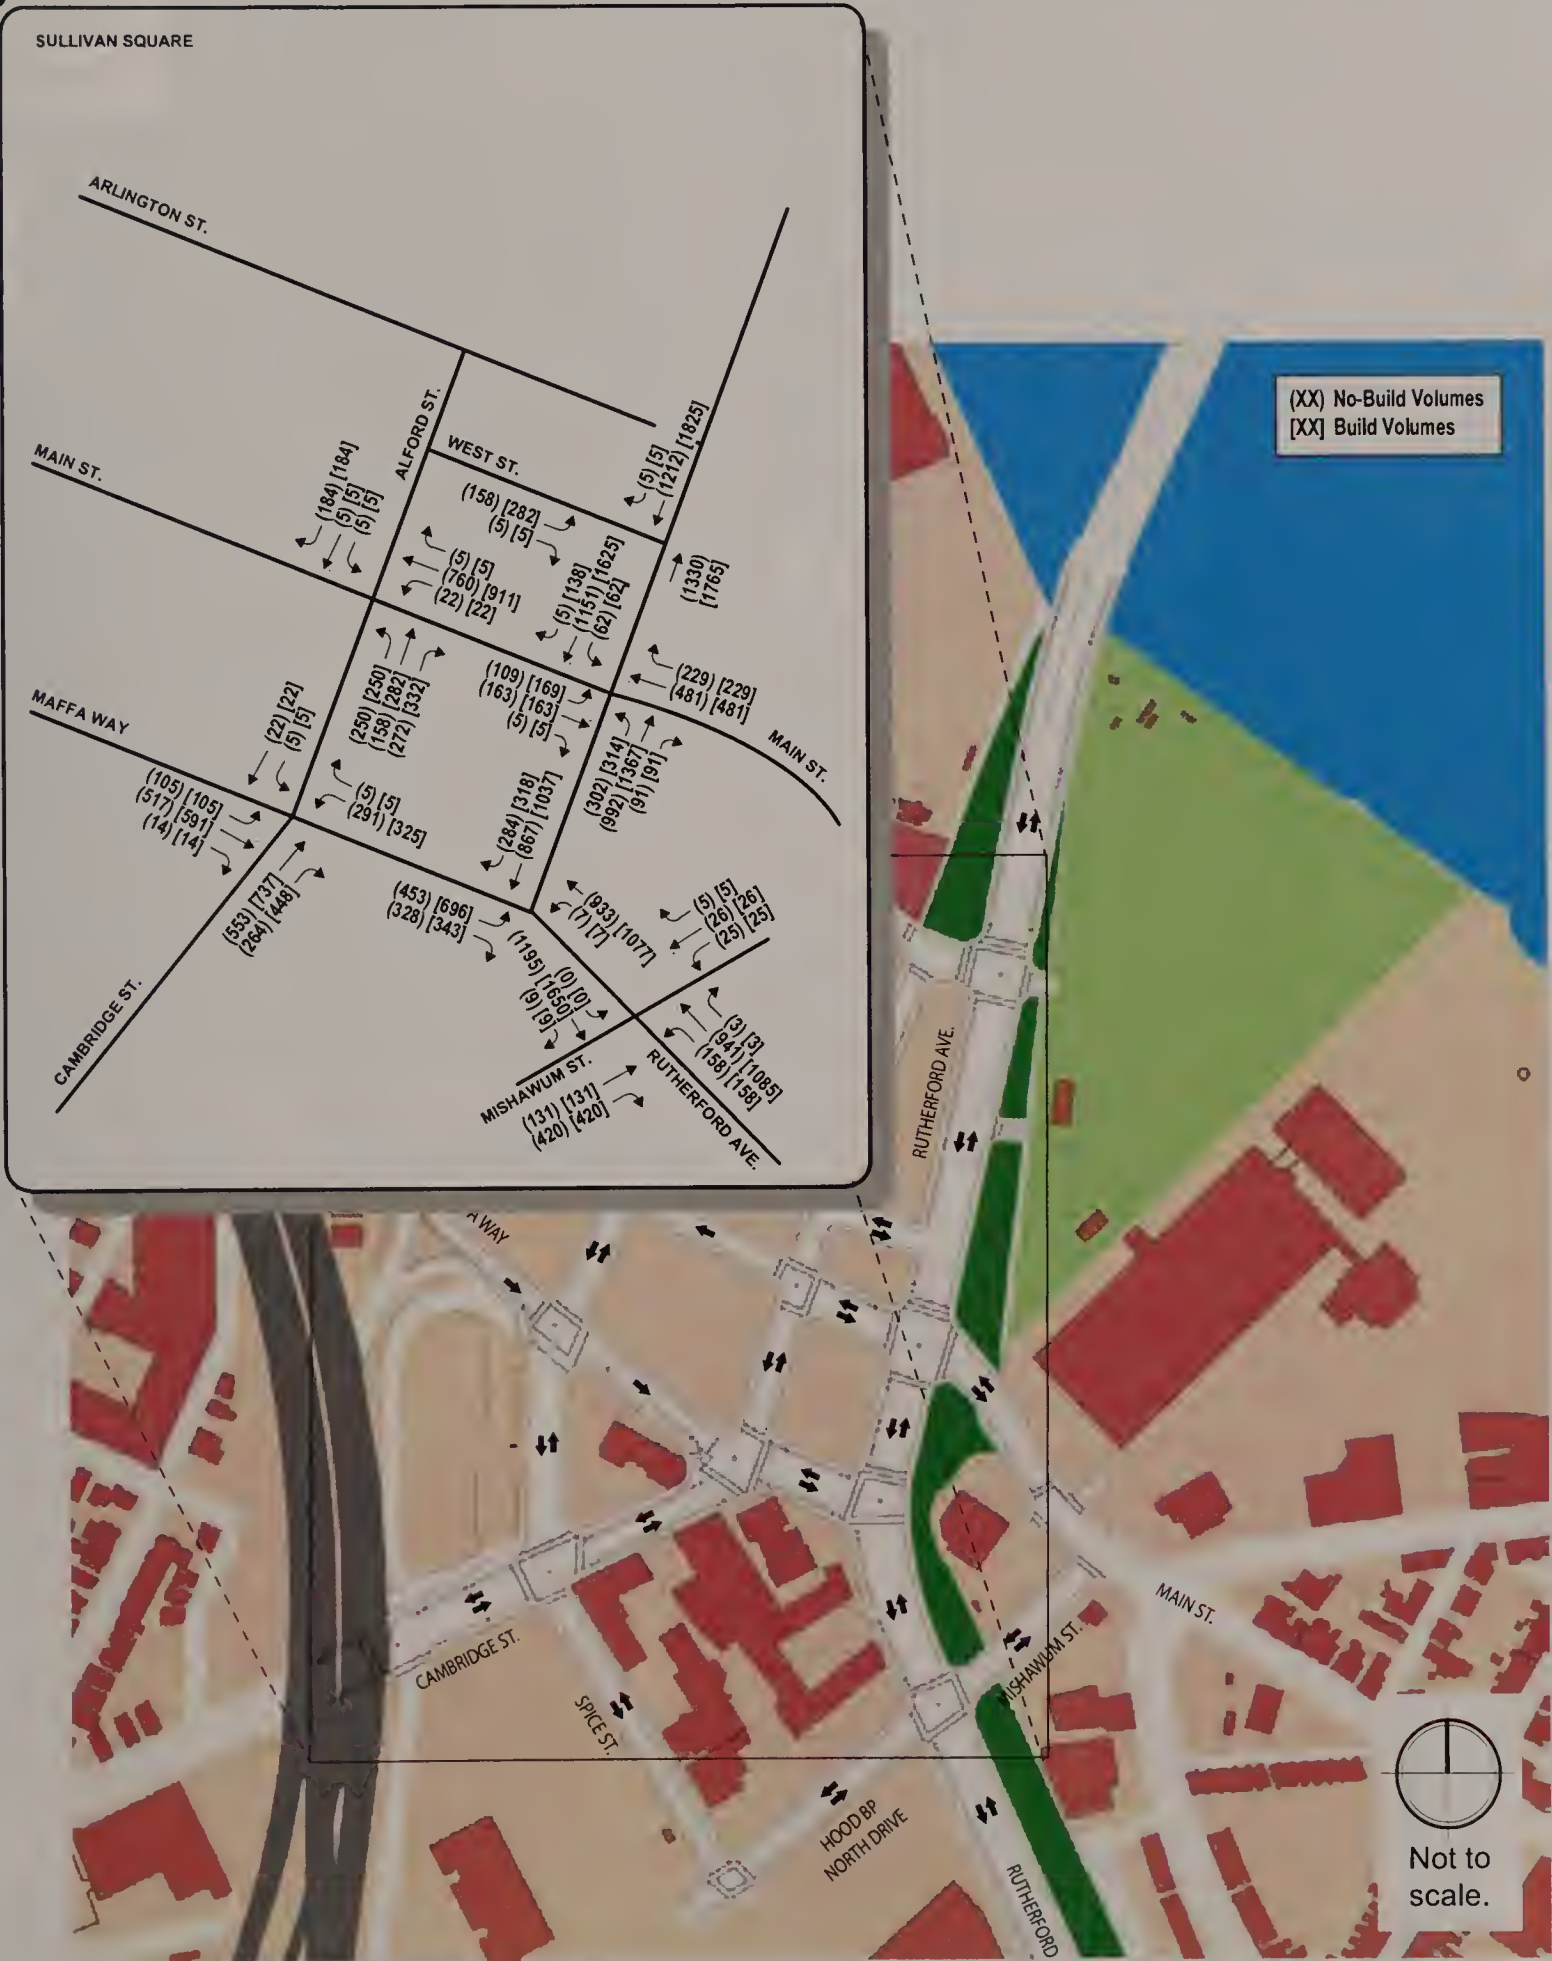 SULLIVAN SQUARE
ARLINGTON ST.
ALFORD ST.
WEST ST.
MAIN ST.
(5) [5]
(1212) [1825]
(184) [184]
(5) [5]
(5) [5]
(158) [282]
(5) [5]
(5) [5]
(760) [911]
(22) [22]
(5) [138]
(1151) [1625]
(62) [62]
(1330)
[1765]
(229) [229]
(481) [481]
MAIN ST.
MAFFA WAY
(22) [22]
(5) [5]
(250) [250]
(158) [282]
(272) [332]
(109) [169]
(163) [163]
(5) [5]
(302) [314]
(992) [1367]
(91) [91]
(105) [105]
(517) [591]
(14) [14]
(5) [5]
(291) [325]
(284) [318]
(867) [1037]
(553) [737]
(264) [448]
(453) [696]
(328) [343]
(933) [1077]
(7) [7]
(5) [5]
(26) [26]
(25) [25]
(0) [0]
(1195) [1650]
(9) [9]
(3) [3]
(941) [1085]
(158) [158]
CAMBRIDGE ST.
MISHAWUM ST.
(131) [131]
(420) [420]
RUTHERFORD AVE.
(XX) No-Build Volumes
[XX] Build Volumes
RUTHERFORD AVE.
A WAY
CAMBRIDGE ST.
SPICE ST.
MAIN ST.
MISHAWUM ST.
HOOD BP
NORTH DRIVE
RUTHERFORD
Not to
scale.